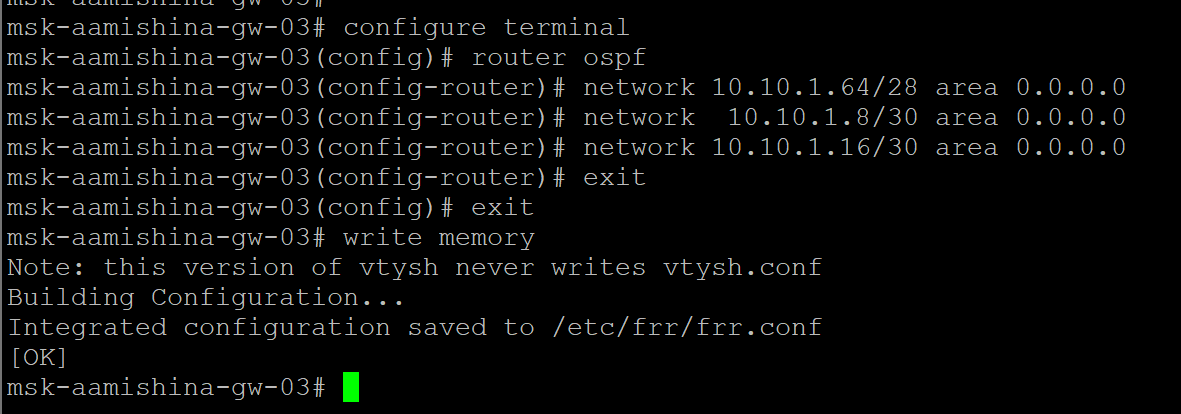 msk-aamishina-gw-03#
msk-aamishina-gw-03# configure terminal
msk-aamishina-gw-03(config)# router ospf
msk-aamishina-gw-03(config-router)# network 10.10.1.64/28 area 0.0.0.0
msk-aamishina-gw-03(config-router)# network  10.10.1.8/30 area 0.0.0.0
msk-aamishina-gw-03(config-router)# network 10.10.1.16/30 area 0.0.0.0
msk-aamishina-gw-03(config-router)# exit
msk-aamishina-gw-03(config)# exit
msk-aamishina-gw-03# write memory
Note: this version of vtysh never writes vtysh.conf
Building Configuration...
Integrated configuration saved to /etc/frr/frr.conf
[OK]
msk-aamishina-gw-03#